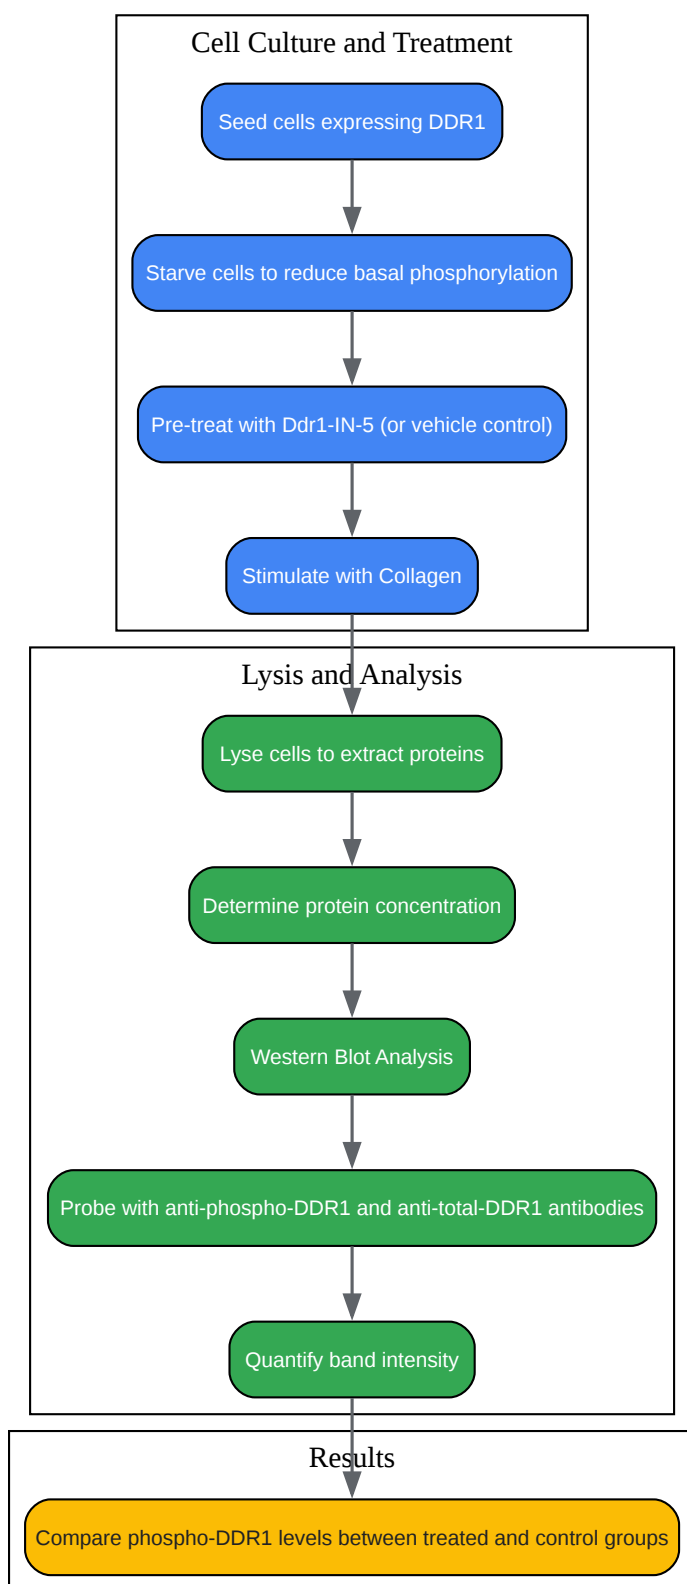 Cell Culture and Treatment
Seed cells expressing DDR1
Starve cells to reduce basal phosphorylation
Pre-treat with Ddr1-IN-5 (or vehicle control)
Stimulate with Collagen
Lysis and Analysis
Lyse cells to extract proteins
Determine protein concentration
Western Blot Analysis
Probe with anti-phospho-DDR1 and anti-total-DDR1 antibodies
Quantify band intensity
Results
Compare phospho-DDR1 levels between treated and control groups